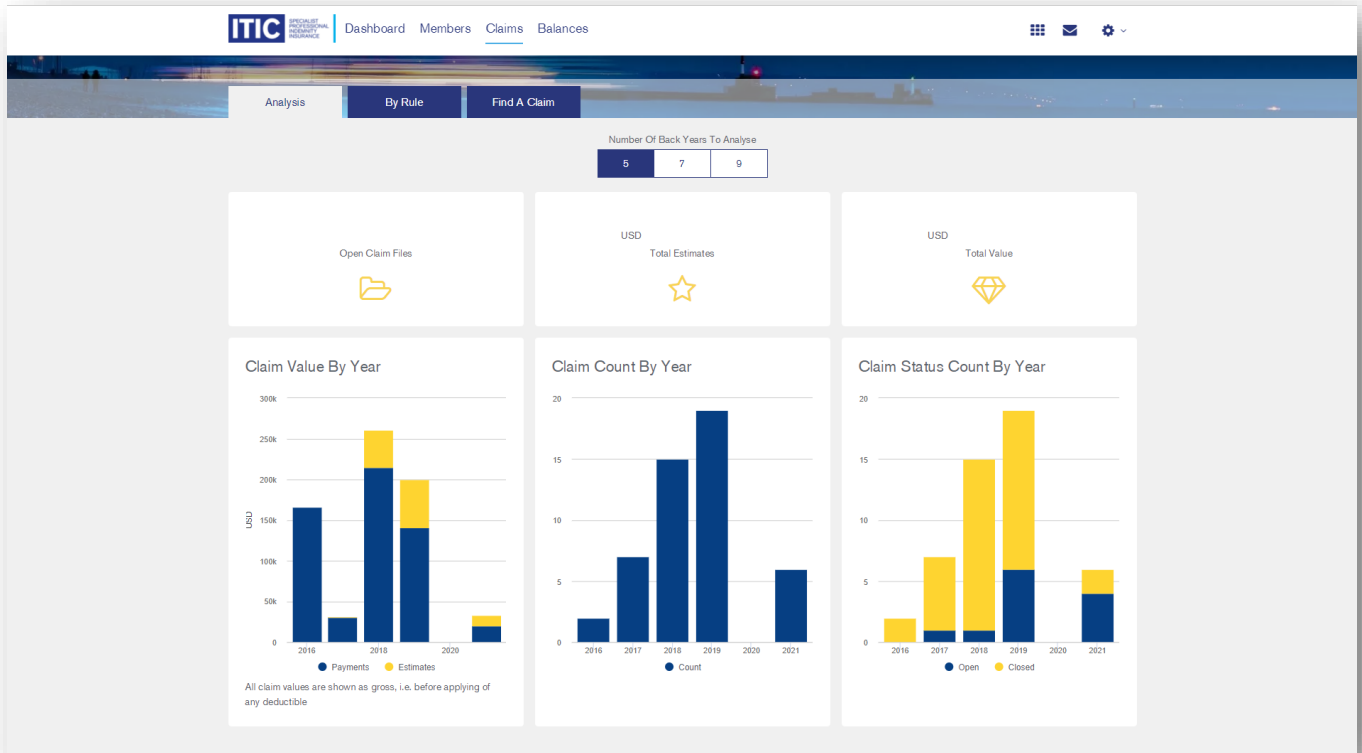 ITIC
SPECIALIST
PROFESSIONAL
INDEMNITY
INSURANCE
Dashboard Members Claims Balances
Analysis By Rule Find A Claim
Number Of Back Years To Analyse
5 7 9
Open Claim Files
USD
Total Estimates
USD
Total Value
Claim Value By Year
300k
250k
200k
150k
100k
50k
0
USD
2016 2018 2020
Payments Estimates
All claim values are shown as gross, i.e. before applying of
any deductible
Claim Count By Year
20
15
10
5
0
2016 2017 2018 2019 2020 2021
Count
Claim Status Count By Year
20
15
10
5
0
2016 2017 2018 2019 2020 2021
Open Closed